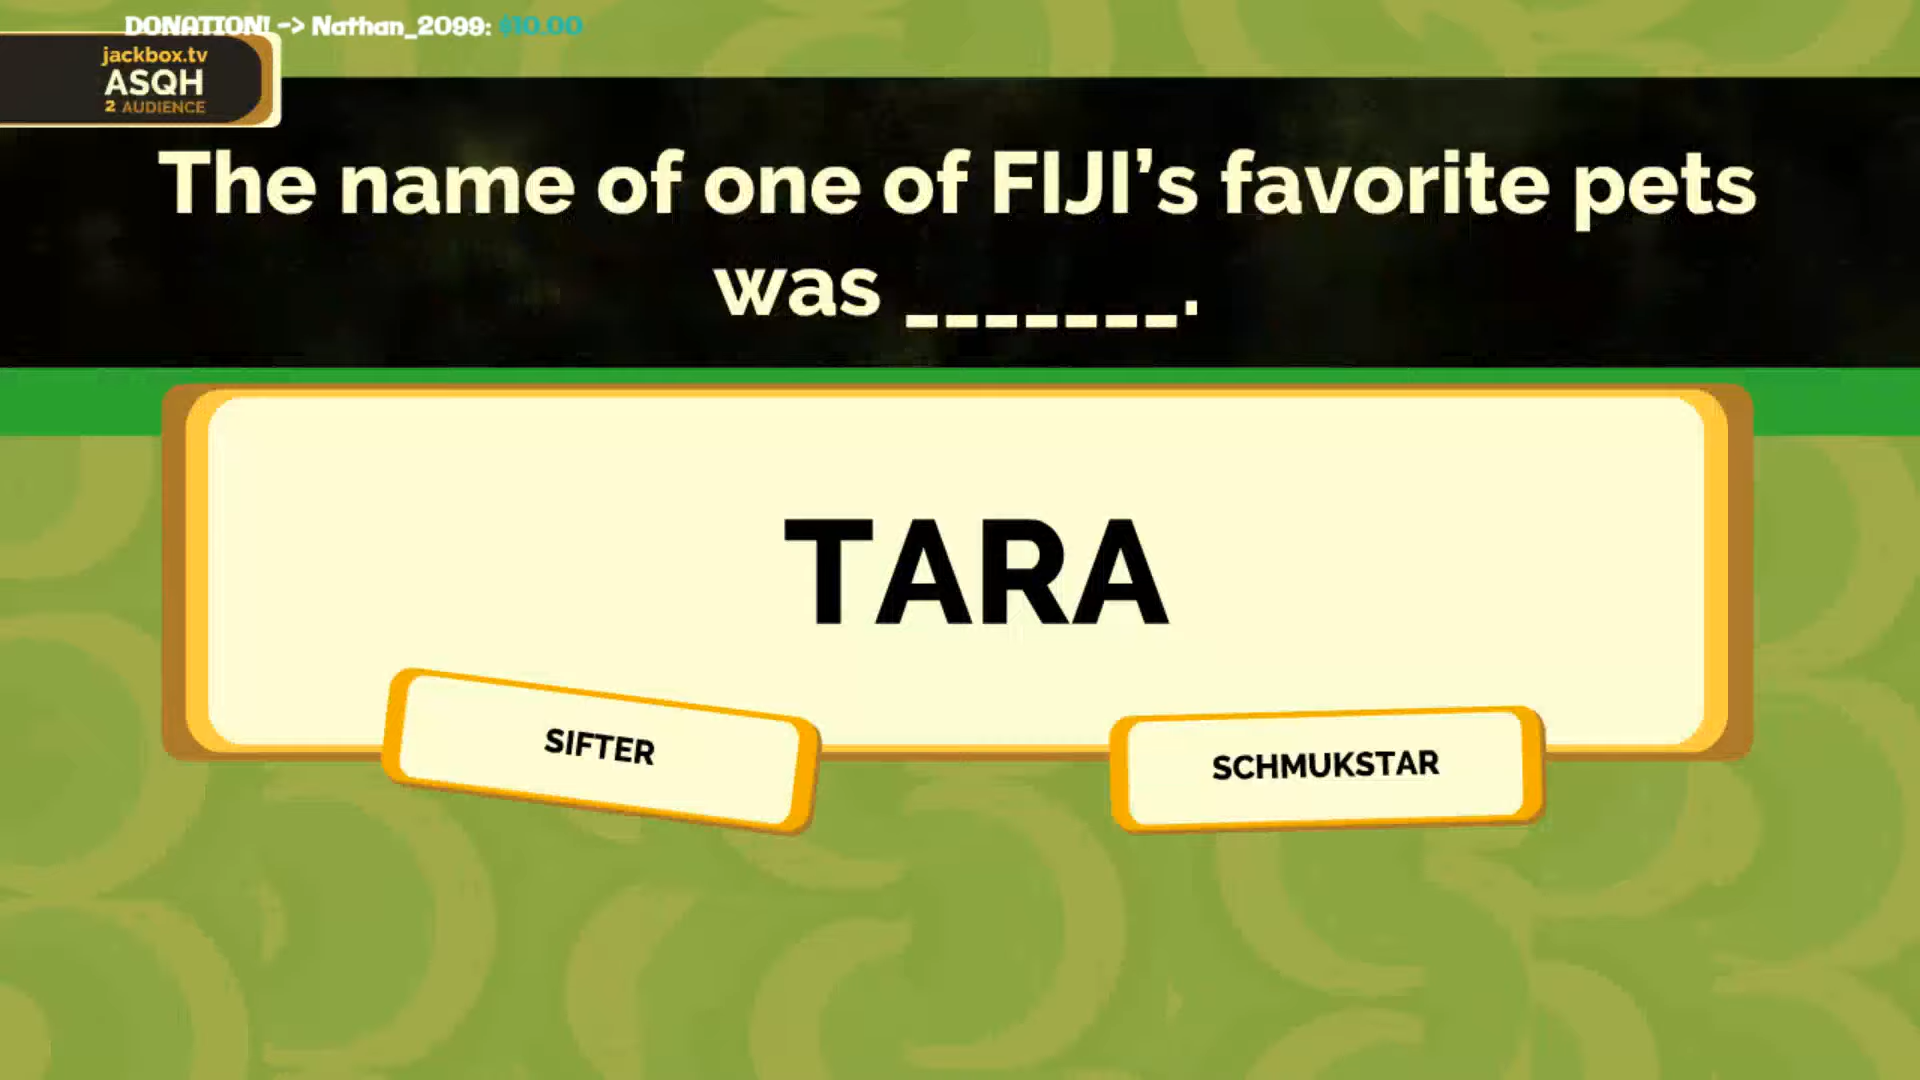 DONATION! -> Nathan_2099: $10.00
jackbox.tv
ASQH
2 AUDIENCE
The name of one of FIJI’s favorite pets
was _______.
TARA
SIFTER
SCHMUKSTAR